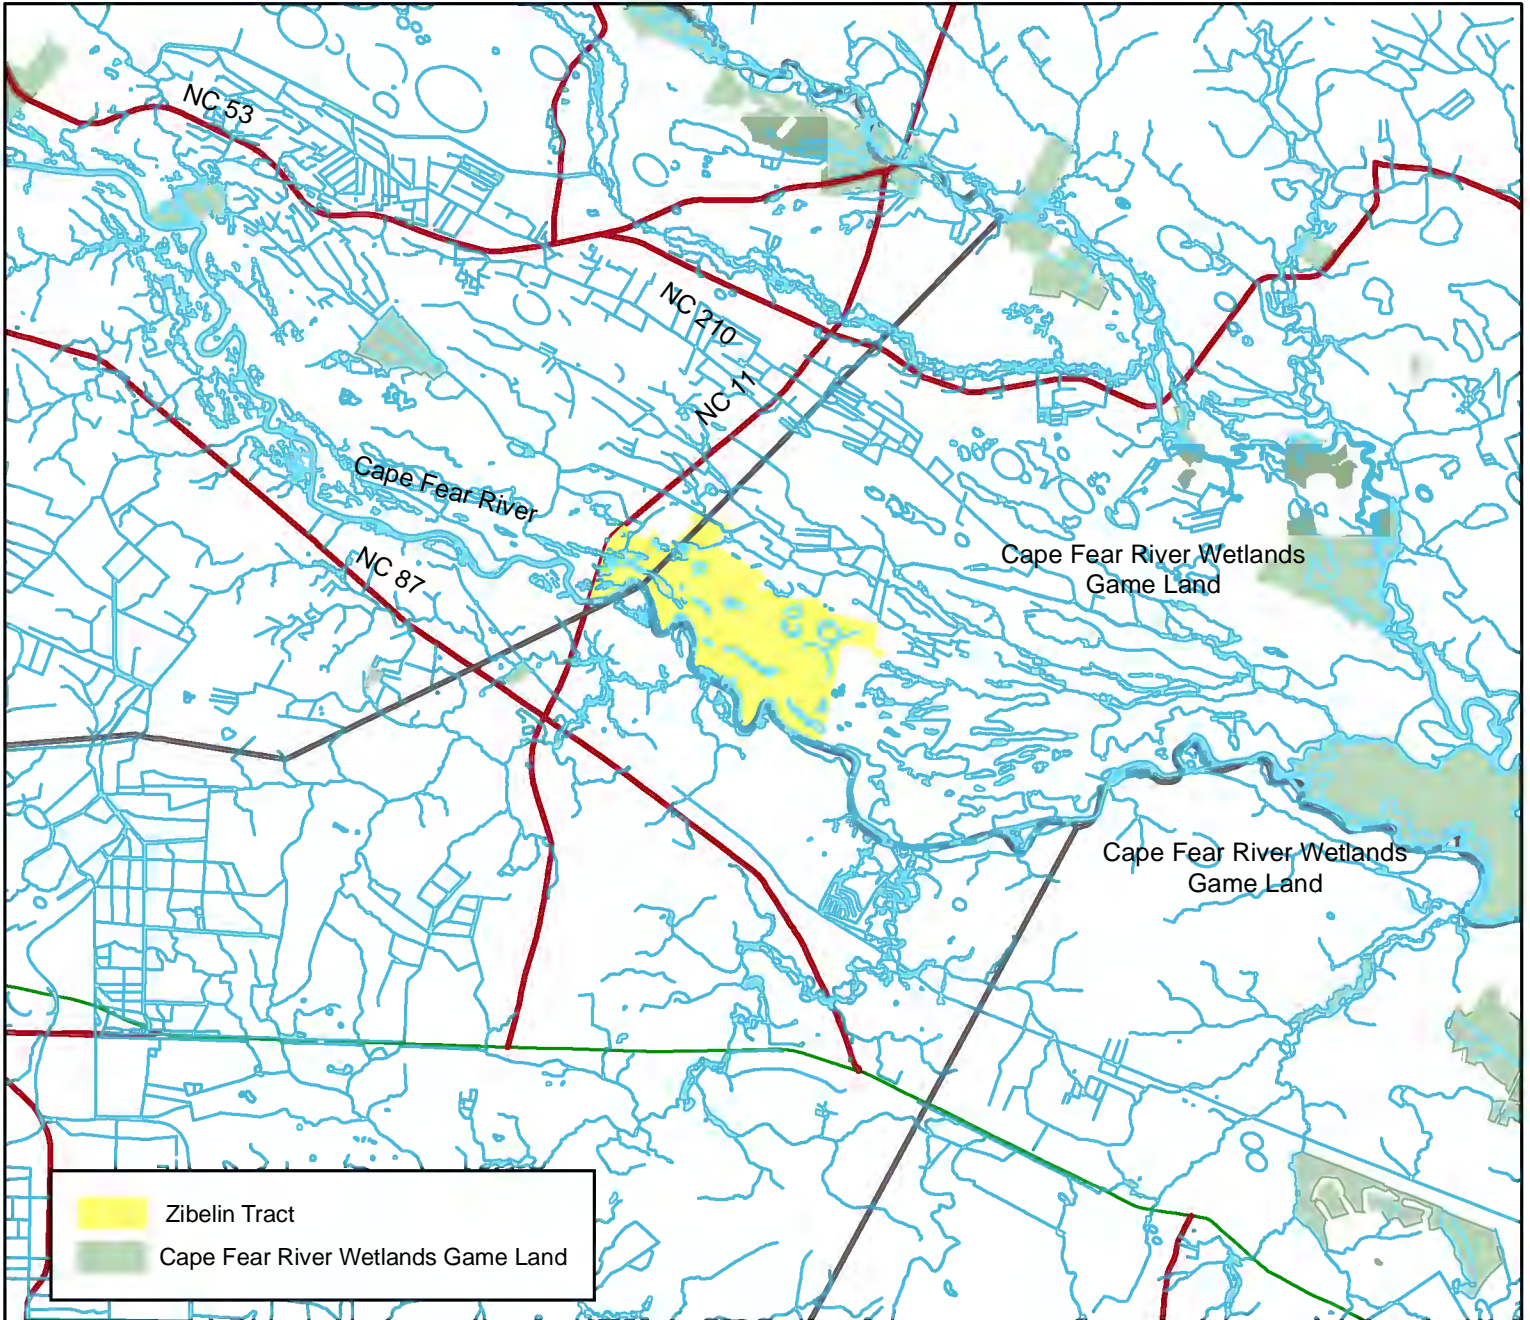 NC 53
NC 210
NC 11
Cape Fear River
NC 87
Cape Fear River Wetlands
Game Land
Cape Fear River Wetlands
Game Land
Zibelin Tract
Cape Fear River Wetlands Game Land